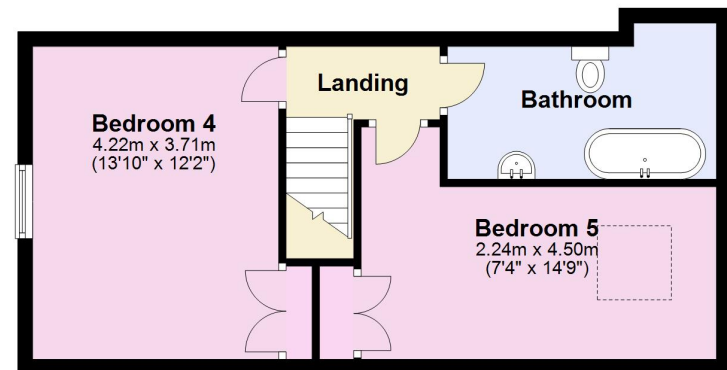 Landing
Bathroom
Bedroom 4
4.22m x 3.71m
(13'10" x 12'2")
Bedroom 5
2.24m x 4.50m
(7'4" x 14'9")